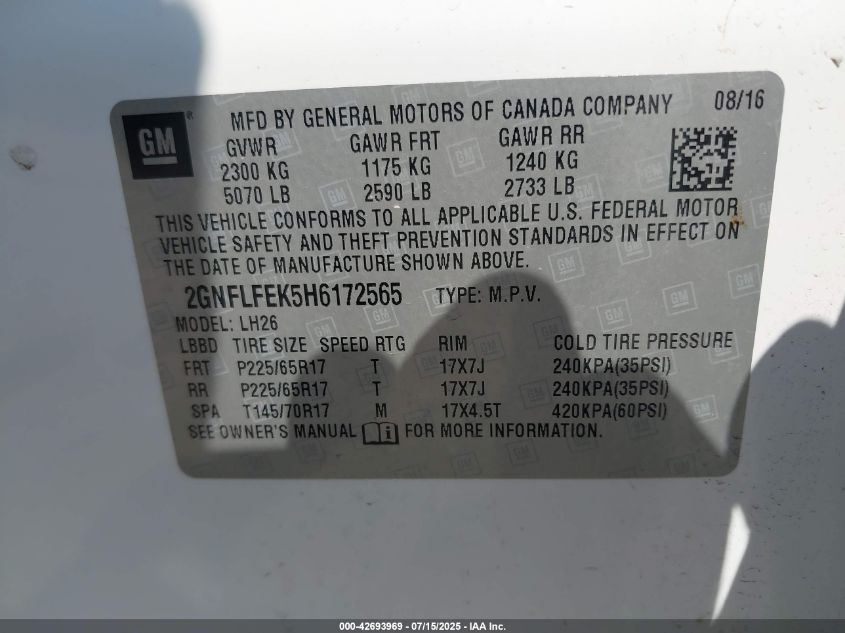 GM ® MFD BY GENERAL MOTORS OF CANADA COMPANY 08/16
GVWR GAWR FRT GAWR RR
2300 KG 1175 KG 1240 KG
5070 LB 2590 LB 2733 LB
THIS VEHICLE CONFORMS TO ALL APPLICABLE U.S. FEDERAL MOTOR
VEHICLE SAFETY AND THEFT PREVENTION STANDARDS IN EFFECT ON
THE DATE OF MANUFACTURE SHOWN ABOVE.
2GNFLFEK5H6172565 TYPE: M.P.V.
MODEL: LH26
LBBD TIRE SIZE SPEED RTG RIM COLD TIRE PRESSURE
FRT P225/65R17 T 17X7J 240KPA(35PSI)
RR P225/65R17 T 17X7J 240KPA(35PSI)
SPA T145/70R17 M 17X4.5T 420KPA(60PSI)
SEE OWNER'S MANUAL i FOR MORE INFORMATION.
000-42693969 - 07/15/2025 - IAA Inc.